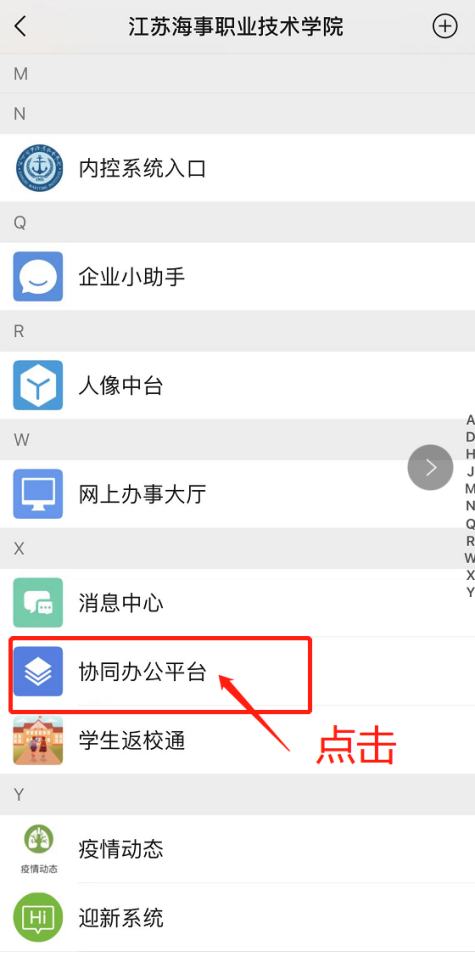 江苏海事职业技术学院
M
N
内控系统入口
Q
企业小助手
R
人像中台
W
网上办事大厅
X
消息中心
协同办公平台
学生返校通
点击
Y
疫情动态
疫情动态
Hi
迎新系统
A
D
H
J
M
N
Q
R
W
X
Y